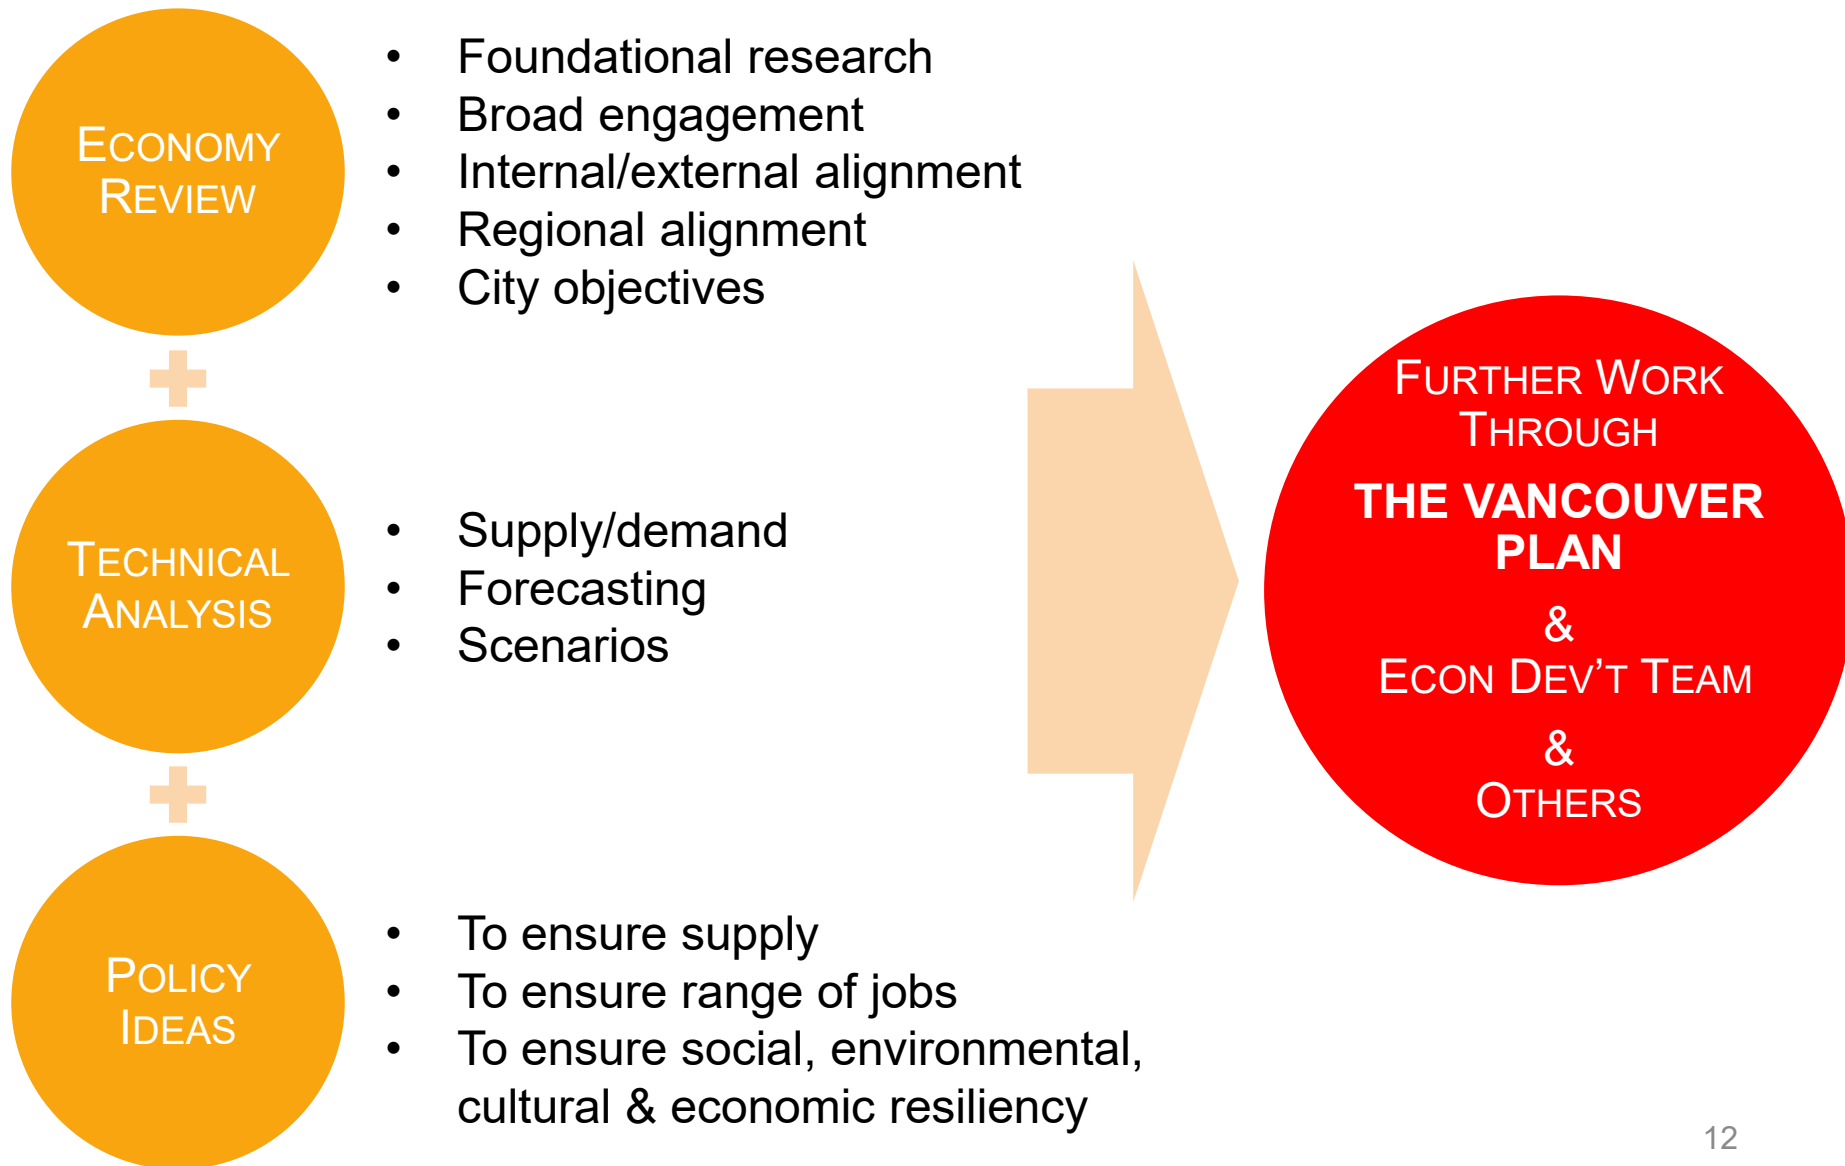 ECONOMY
REVIEW
• Foundational research
• Broad engagement
• Internal/external alignment
• Regional alignment
• City objectives
TECHNICAL
ANALYSIS
• Supply/demand
• Forecasting
• Scenarios
POLICY
IDEAS
• To ensure supply
• To ensure range of jobs
• To ensure social, environmental,
cultural & economic resiliency
FURTHER WORK
THROUGH
THE VANCOUVER
PLAN
&
ECON DEV’T TEAM
&
OTHERS
12